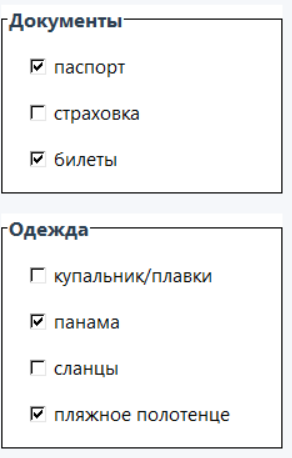 Документы
паспорт
страховка
билеты
Одежда
купальник/плавки
панама
сланцы
пляжное полотенце